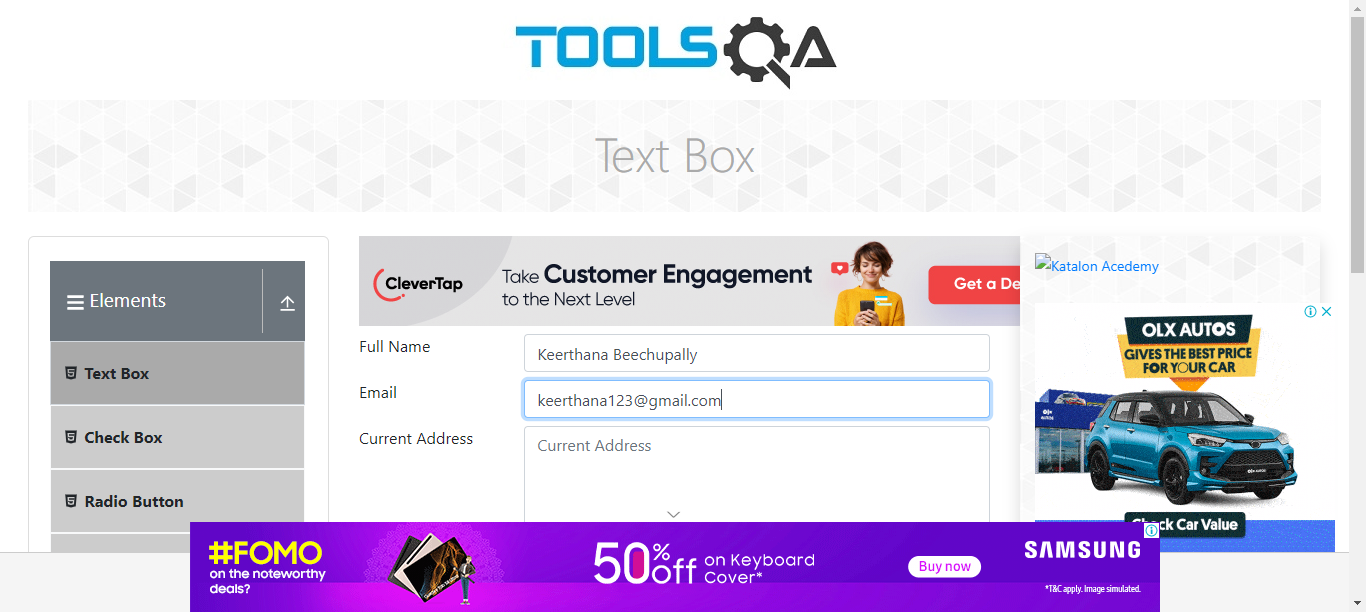 TOOLSQA
Text Box
Elements
Text Box
Check Box
Radio Button
CleverTap
Take Customer Engagement
to the Next Level
Get a De
Full Name
Keerthana Beechupally
Email
keerthana123@gmail.com
Current Address
Current Address
Katalon Acedemy
OLX AUTOS
GIVES THE BEST PRICE
FOR YOUR CAR
Check Car Value
#FOMO
on the noteworthy
deals?
50% off
on Keyboard
Cover*
Buy now
SAMSUNG
*T&C apply. Image simulated.